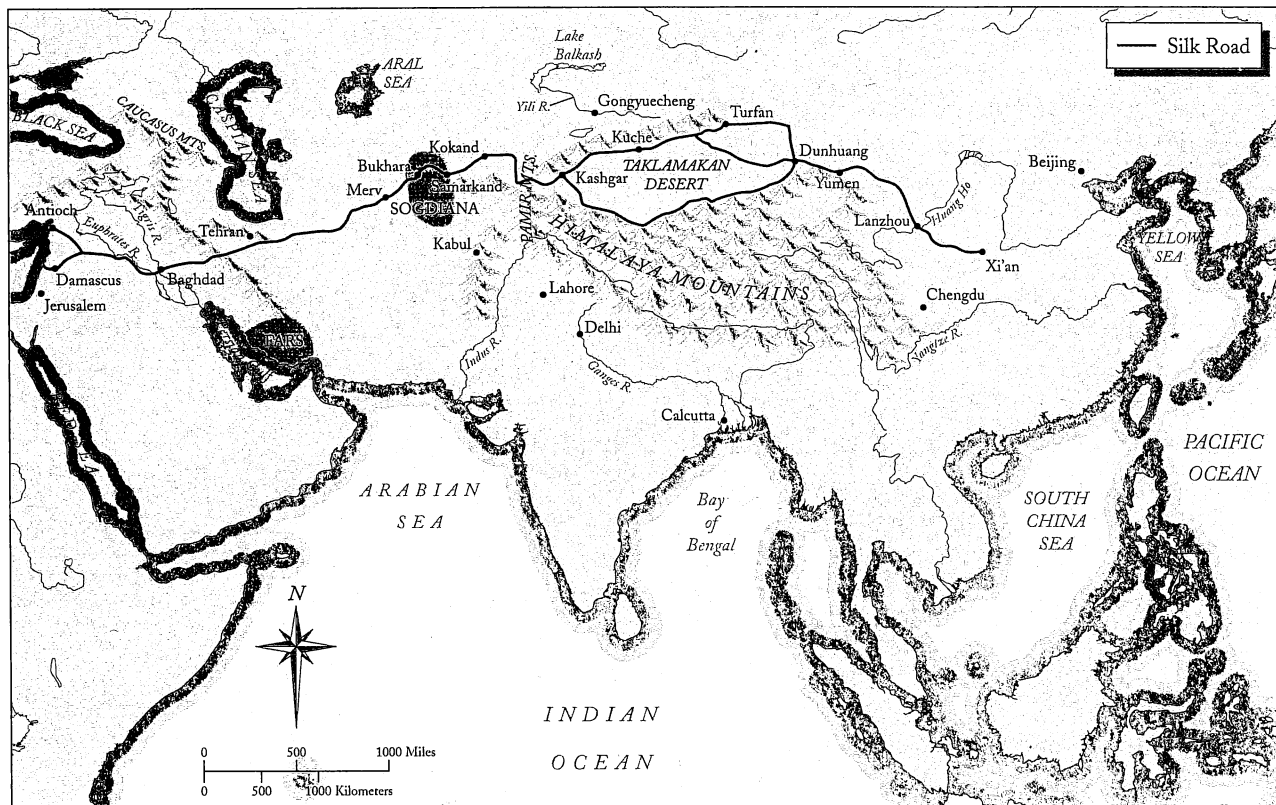 Silk Road
Lake
Balkash
ARAL
SEA
Yili R.
Gongyuecheng
CASPIAN SEA
CAUCASUS MTS.
BLACK SEA
Turfan
Kuche
Kokand
Dunhuang
Beijing
Bukhara
TAKLAMAKAN
DESERT
Kashgar
Yumen
Samarkand
Merv
SOGDIANA
PAMIR MTS.
Huang Ho
Antioch
Tigris R.
Euphrates R.
Tehran
Lanzhou
Kabul
HIMALAYA MOUNTAINS
YELLOW
SEA
Xi'an
Damascus
Baghdad
Lahore
Chengdu
Jerusalem
Delhi
FARS
Indus R.
Ganges R.
Yangtze R.
Calcutta
RED SEA
PACIFIC
OCEAN
ARABIAN
SEA
Bay
of
Bengal
SOUTH
CHINA
SEA
N
INDIAN
OCEAN
0 500 1000 Miles
0 500 1000 Kilometers